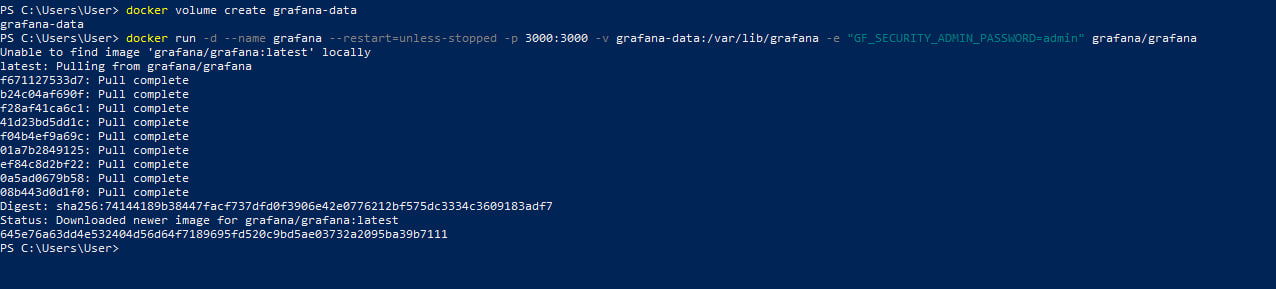 PS C:\Users\User> docker volume create grafana-data
grafana-data
PS C:\Users\User> docker run -d --name grafana --restart=unless-stopped -p 3000:3000 -v grafana-data:/var/lib/grafana -e "GF_SECURITY_ADMIN_PASSWORD=admin" grafana/grafana
Unable to find image 'grafana/grafana:latest' locally
latest: Pulling from grafana/grafana
f671127533d7: Pull complete
b24c04af690f: Pull complete
f28af41ca6c1: Pull complete
41d23bd5dd1c: Pull complete
f04b4ef9a69c: Pull complete
01a7b2849125: Pull complete
ef84c8d2bf22: Pull complete
0a5ad0679b58: Pull complete
08b443d0d1f0: Pull complete
Digest: sha256:74144189b38447facf737dfd0f3906e42e0776212bf575dc3334c3609183adf7
Status: Downloaded newer image for grafana/grafana:latest
645e76a63dd4e532404d56d64f7189695fd520c9bd5ae03732a2095ba39b7111
PS C:\Users\User>